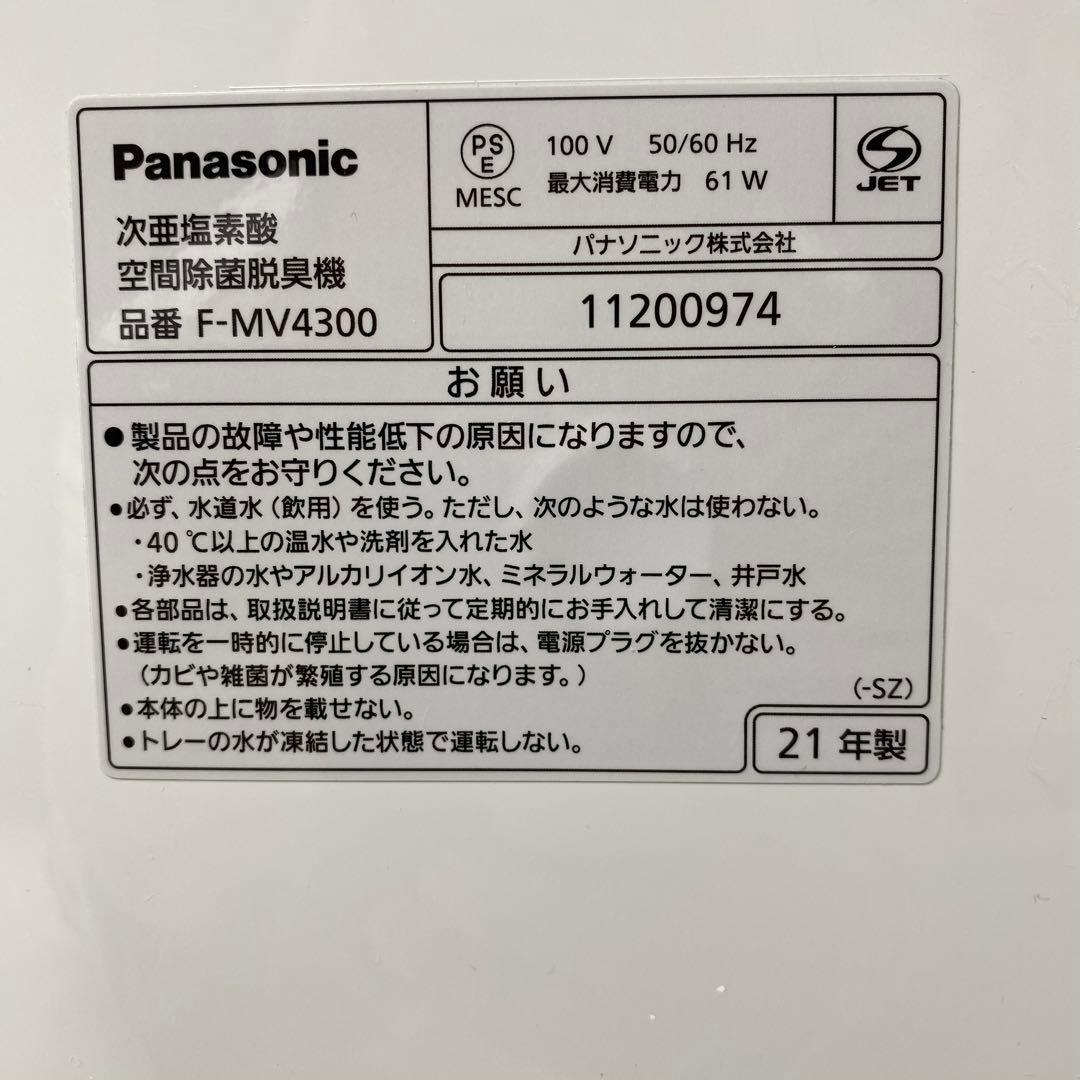 Panasonic
次亜塩素酸
空間除菌脱臭機
品番 F-MV4300
PS
E
MESC
100 V 50/60 Hz
最大消費電力 61 W
JET
パナソニック株式会社
11200974
お願い
●製品の故障や性能低下の原因になりますので、
次の点をお守りください。
●必ず、水道水（飲用）を使う。ただし、次のような水は使わない。
・40 ℃以上の温水や洗剤を入れた水
・浄水器の水やアルカリイオン水、ミネラルウォーター、井戸水
●各部品は、取扱説明書に従って定期的にお手入れして清潔にする。
●運転を一時的に停止している場合は、電源プラグを抜かない。
（カビや雑菌が繁殖する原因になります。）
●本体の上に物を載せない。
●トレーの水が凍結した状態で運転しない。
(-SZ)
21 年製